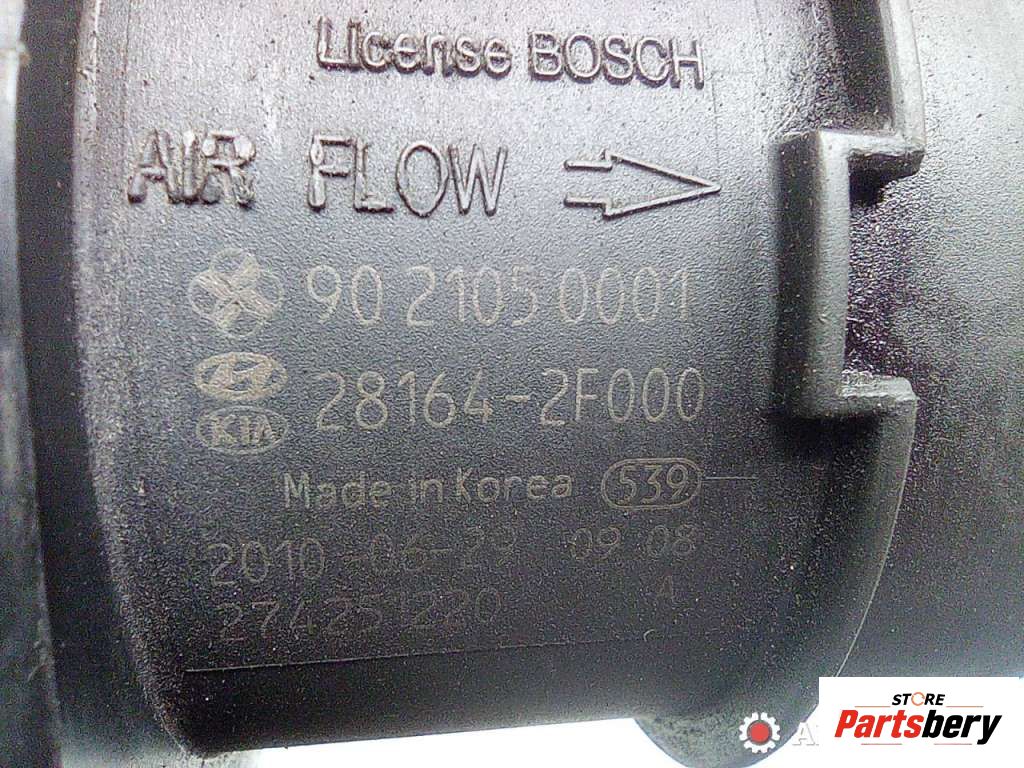 License BOSCH
AIR FLOW
90 2105 0001
28164-2F000
KIA
Made in Korea 539
2010-06-29 09 08
27425 220 A
STORE
Partsbery